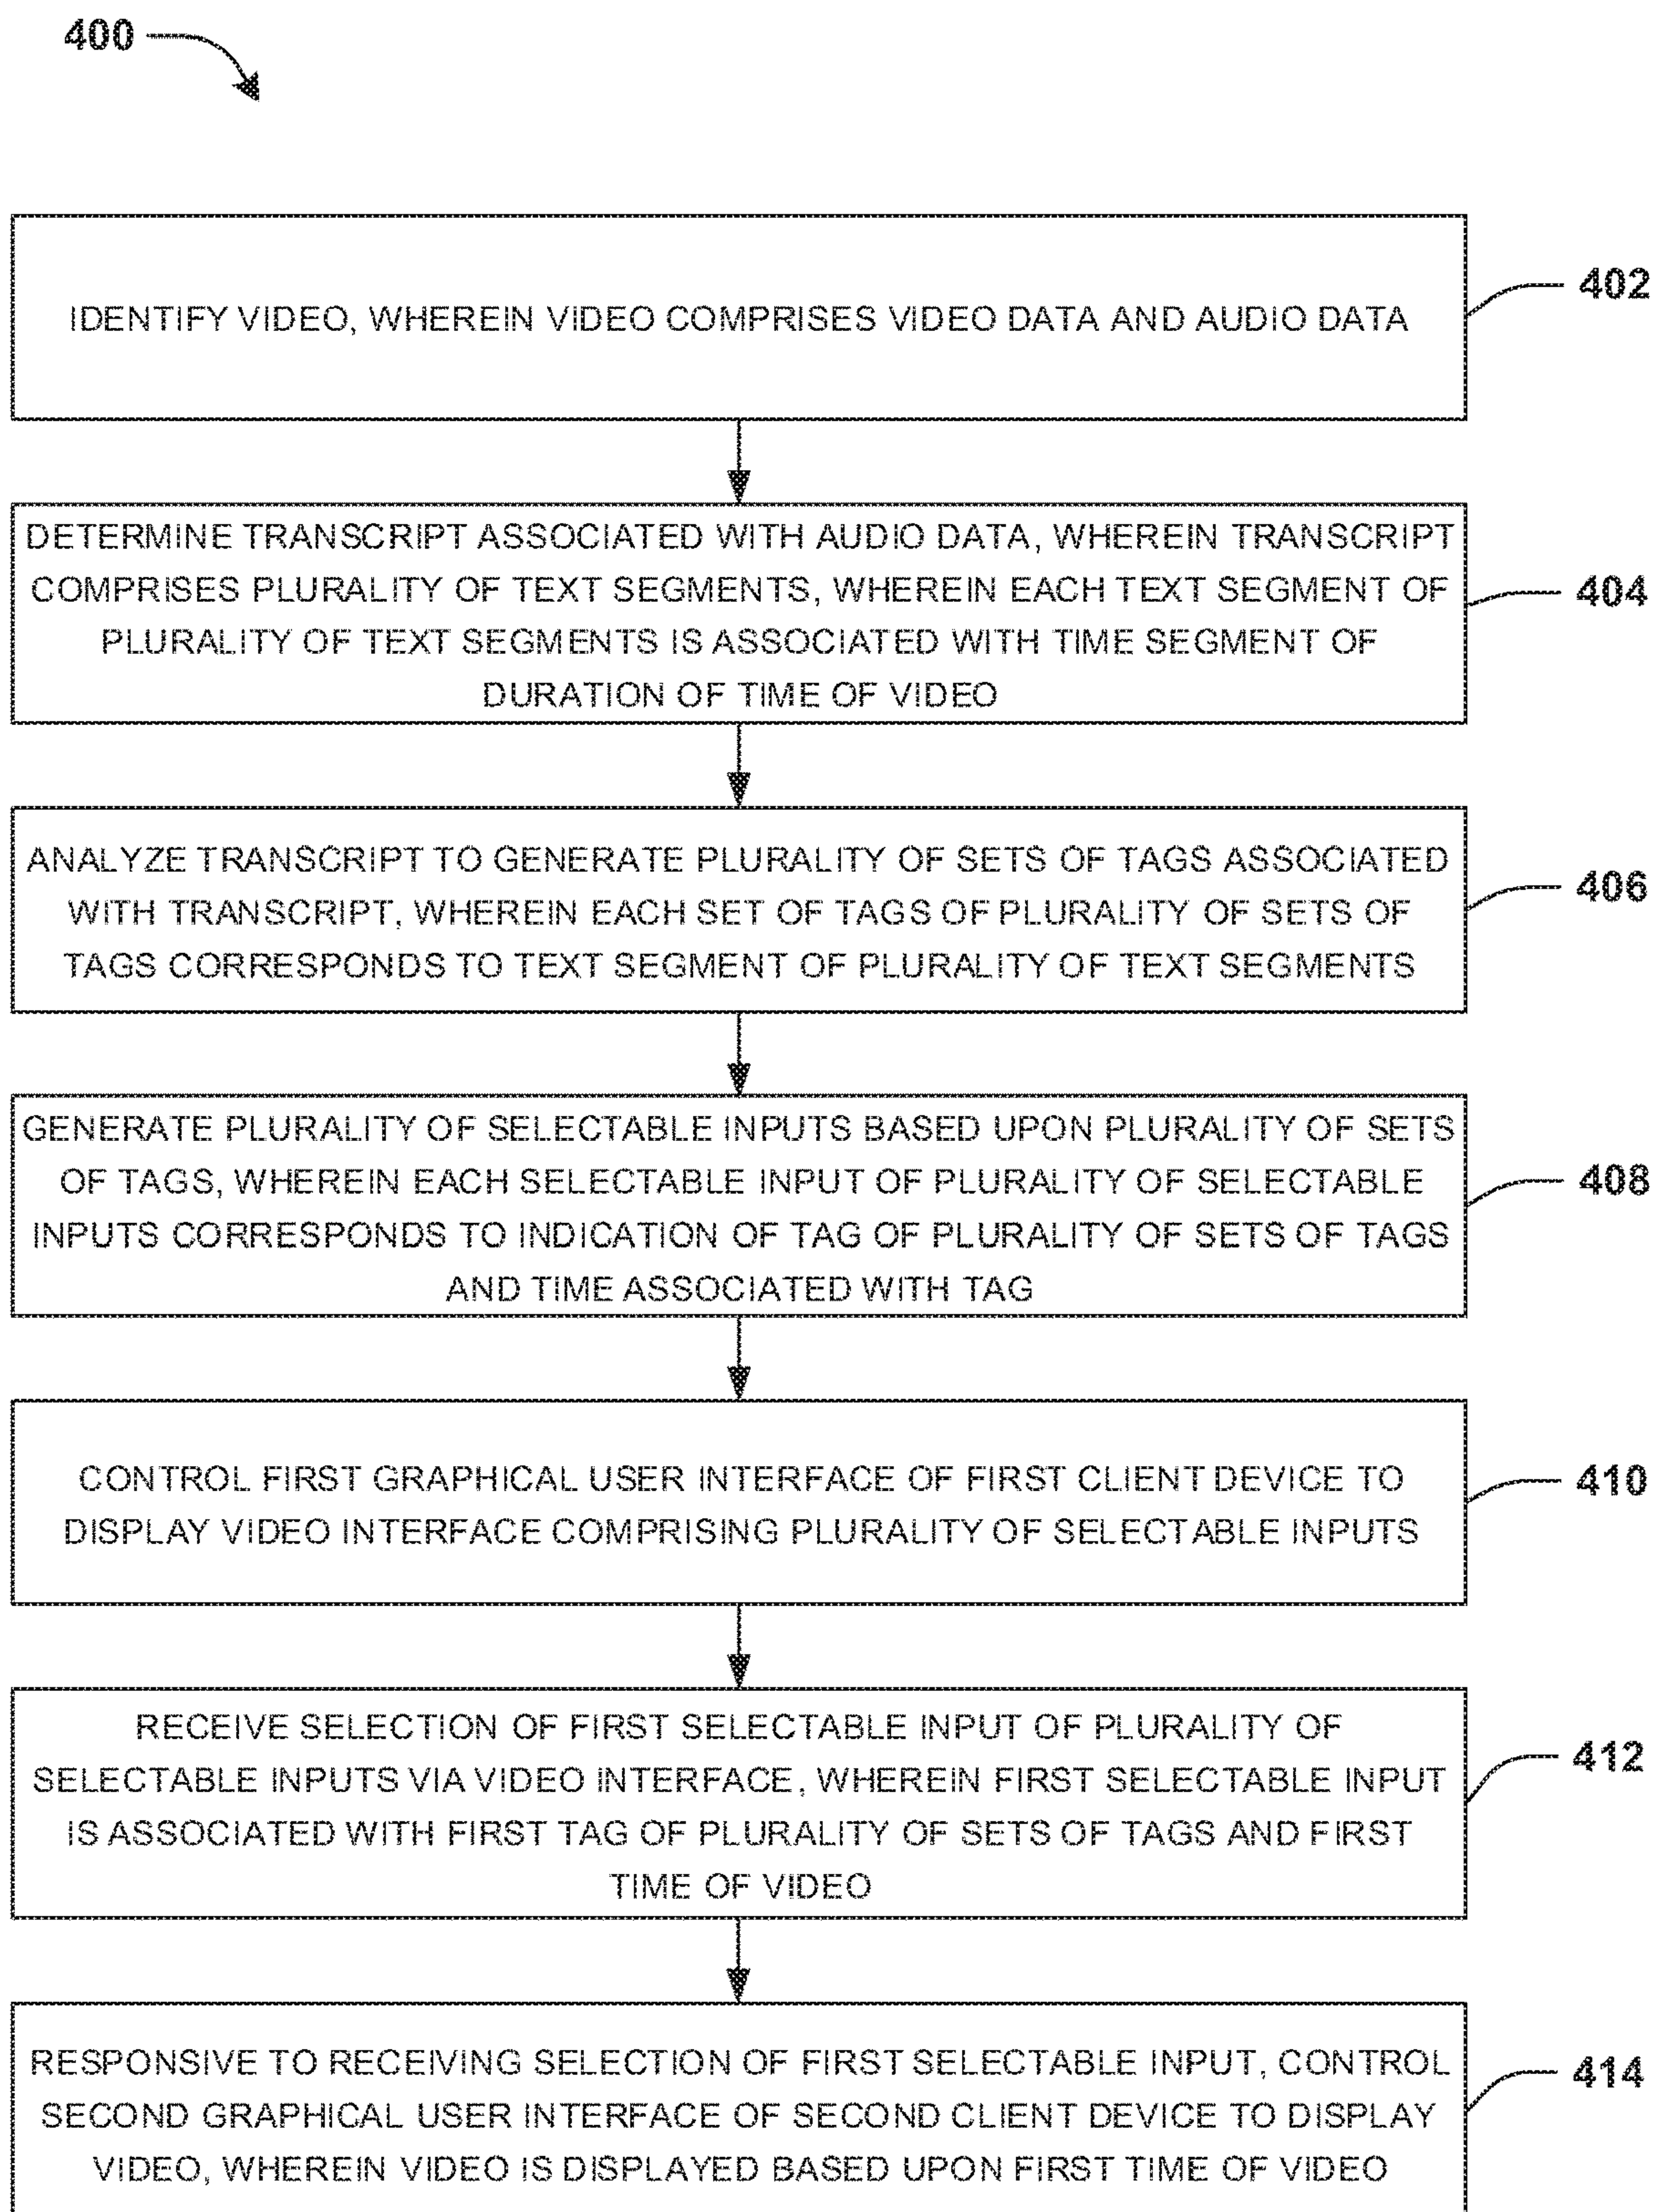 400
IDENTIFY VIDEO, WHEREIN VIDEO COMPRISES VIDEO DATA AND AUDIO DATA
402
DETERMINE TRANSCRIPT ASSOCIATED WITH AUDIO DATA, WHEREIN TRANSCRIPT
COMPRISES PLURALITY OF TEXT SEGMENTS, WHEREIN EACH TEXT SEGMENT OF
PLURALITY OF TEXT SEGMENTS IS ASSOCIATED WITH TIME SEGMENT OF
DURATION OF TIME OF VIDEO
404
ANALYZE TRANSCRIPT TO GENERATE PLURALITY OF SETS OF TAGS ASSOCIATED
WITH TRANSCRIPT, WHEREIN EACH SET OF TAGS OF PLURALITY OF SETS OF
TAGS CORRESPONDS TO TEXT SEGMENT OF PLURALITY OF TEXT SEGMENTS
406
GENERATE PLURALITY OF SELECTABLE INPUTS BASED UPON PLURALITY OF SETS
OF TAGS, WHEREIN EACH SELECTABLE INPUT OF PLURALITY OF SELECTABLE
INPUTS CORRESPONDS TO INDICATION OF TAG OF PLURALITY OF SETS OF TAGS
AND TIME ASSOCIATED WITH TAG
408
CONTROL FIRST GRAPHICAL USER INTERFACE OF FIRST CLIENT DEVICE TO
DISPLAY VIDEO INTERFACE COMPRISING PLURALITY OF SELECTABLE INPUTS
410
RECEIVE SELECTION OF FIRST SELECTABLE INPUT OF PLURALITY OF
SELECTABLE INPUTS VIA VIDEO INTERFACE, WHEREIN FIRST SELECTABLE INPUT
IS ASSOCIATED WITH FIRST TAG OF PLURALITY OF SETS OF TAGS AND FIRST
TIME OF VIDEO
412
RESPONSIVE TO RECEIVING SELECTION OF FIRST SELECTABLE INPUT, CONTROL
SECOND GRAPHICAL USER INTERFACE OF SECOND CLIENT DEVICE TO DISPLAY
VIDEO, WHEREIN VIDEO IS DISPLAYED BASED UPON FIRST TIME OF VIDEO
414